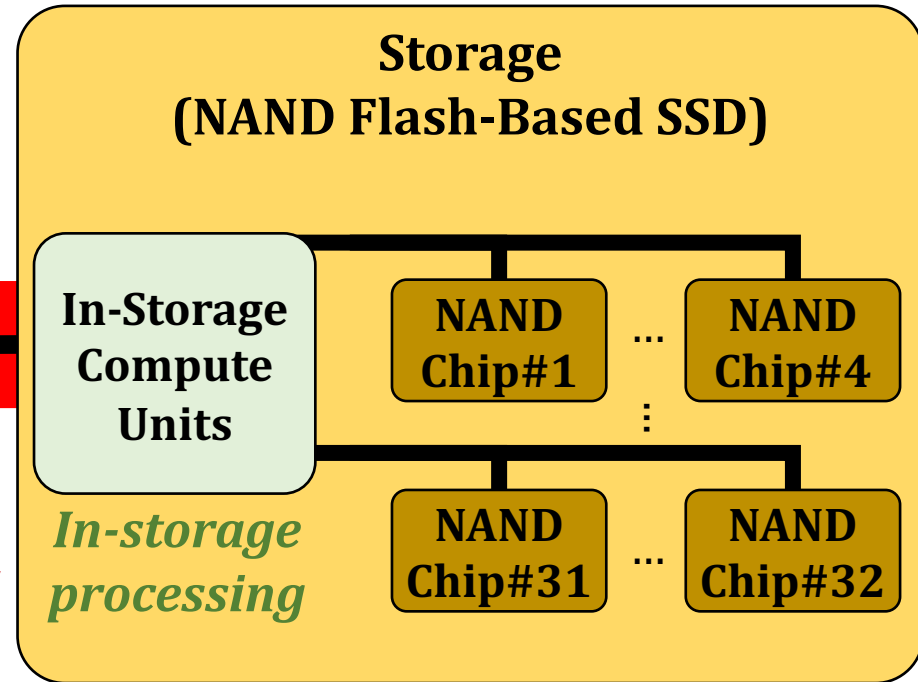 Storage
(NAND Flash-Based SSD)
In-Storage
Compute
Units
NAND
Chip#1
...
NAND
Chip#4
⋮
In-storage
processing
NAND
Chip#31
...
NAND
Chip#32